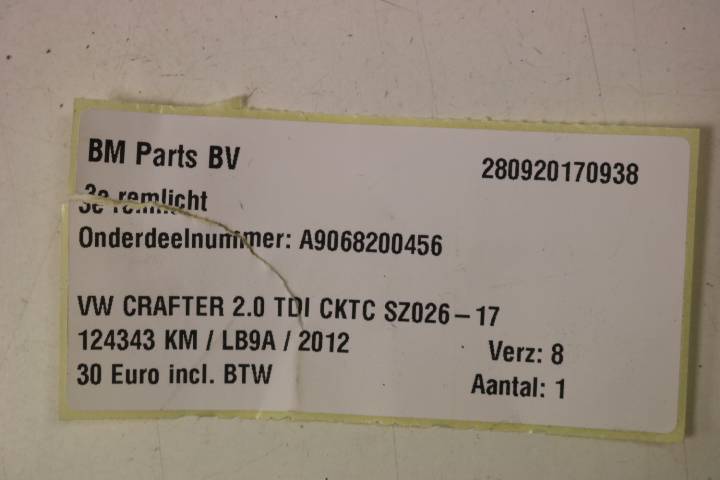 BM Parts BV
280920170938
3e remlicht
Onderdeelnummer: A9068200456
VW CRAFTER 2.0 TDI CKTC SZ026-17
124343 KM / LB9A / 2012
Verz: 8
30 Euro incl. BTW
Aantal: 1